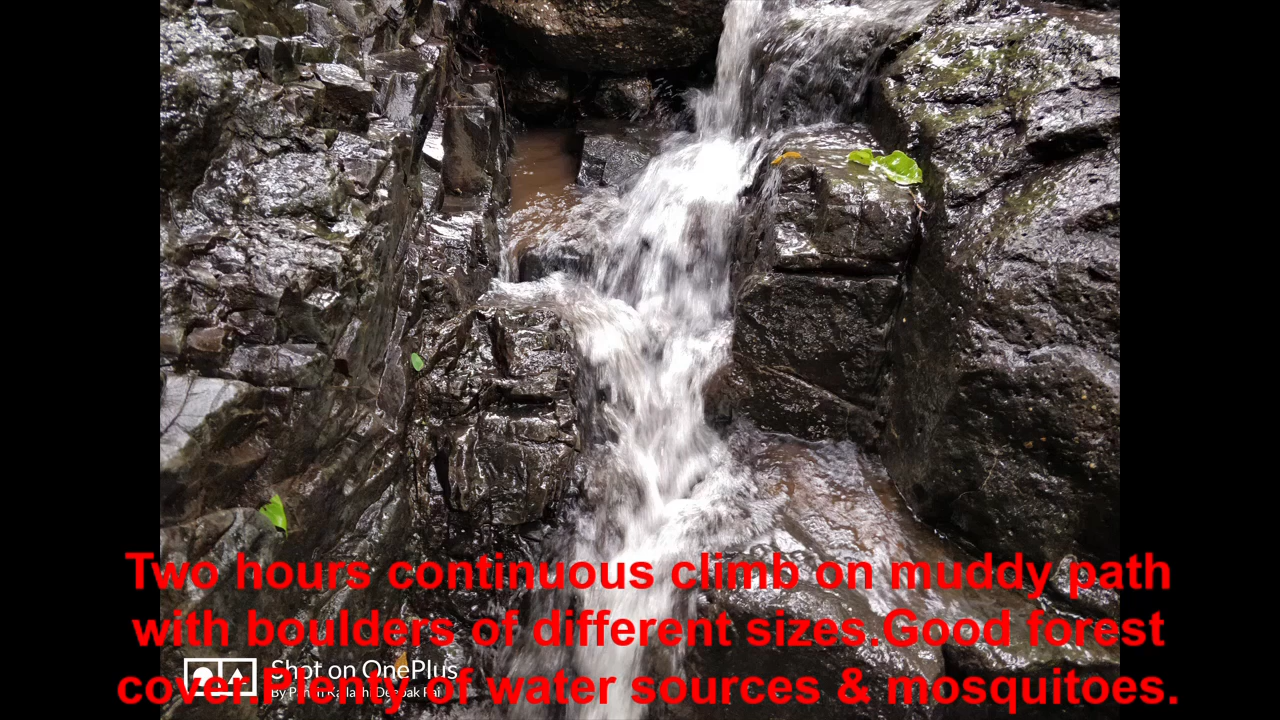 Two hours continuous climb on muddy path
with boulders of different sizes.Good forest
Shot on OnePlus
cover.Plenty of water sources & mosquitoes.
By